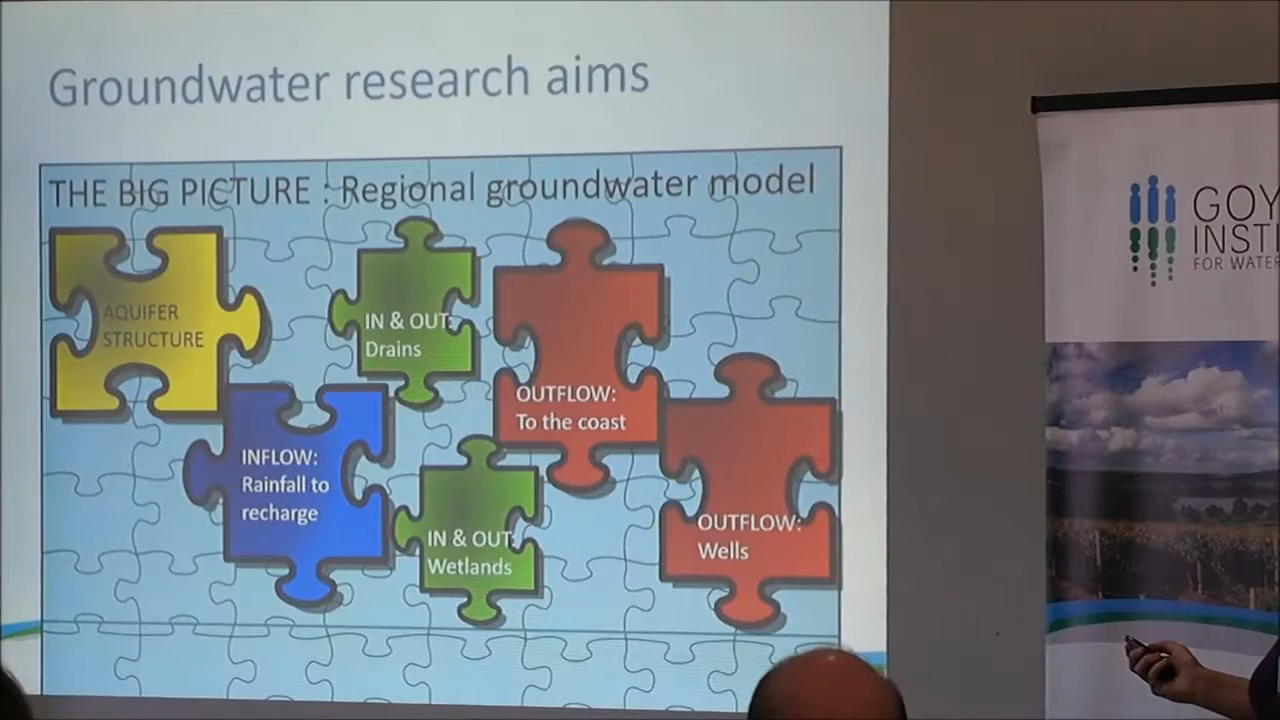 Groundwater research aims
THE BIG PICTURE : Regional groundwater model
AQUIFER
STRUCTURE
IN & OUT:
Drains
OUTFLOW:
To the coast
INFLOW:
Rainfall to
recharge
IN & OUT:
Wetlands
OUTFLOW:
Wells
GOY
INSTI
FOR WATER